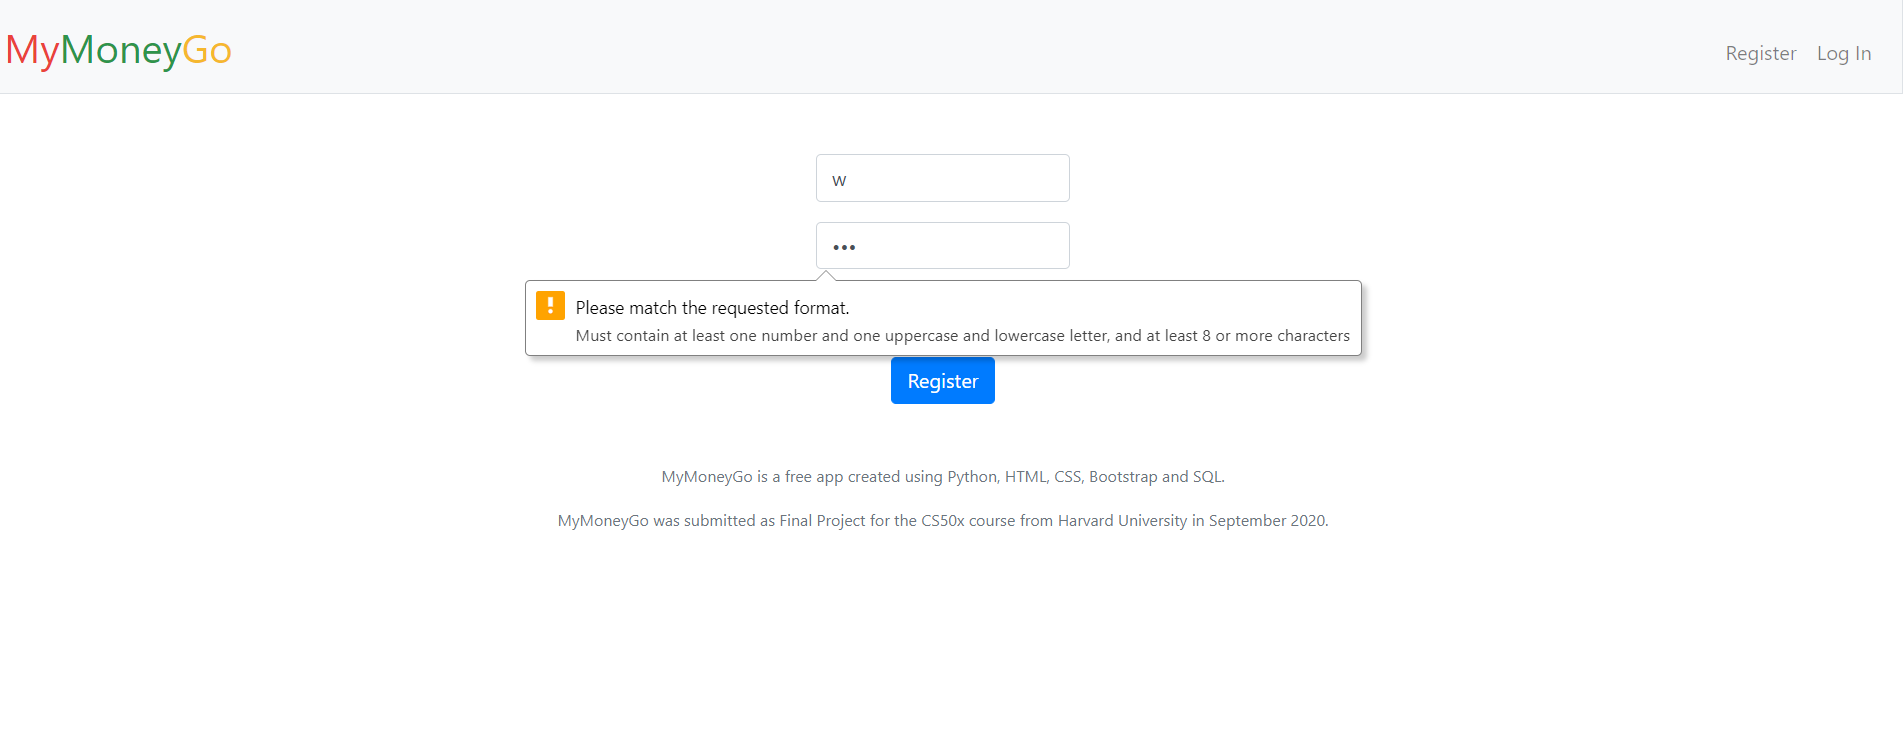 MyMoneyGo
Register Log In
w
•••
Please match the requested format.
Must contain at least one number and one uppercase and lowercase letter, and at least 8 or more characters
Register
MyMoneyGo is a free app created using Python, HTML, CSS, Bootstrap and SQL.
MyMoneyGo was submitted as Final Project for the CS50x course from Harvard University in September 2020.